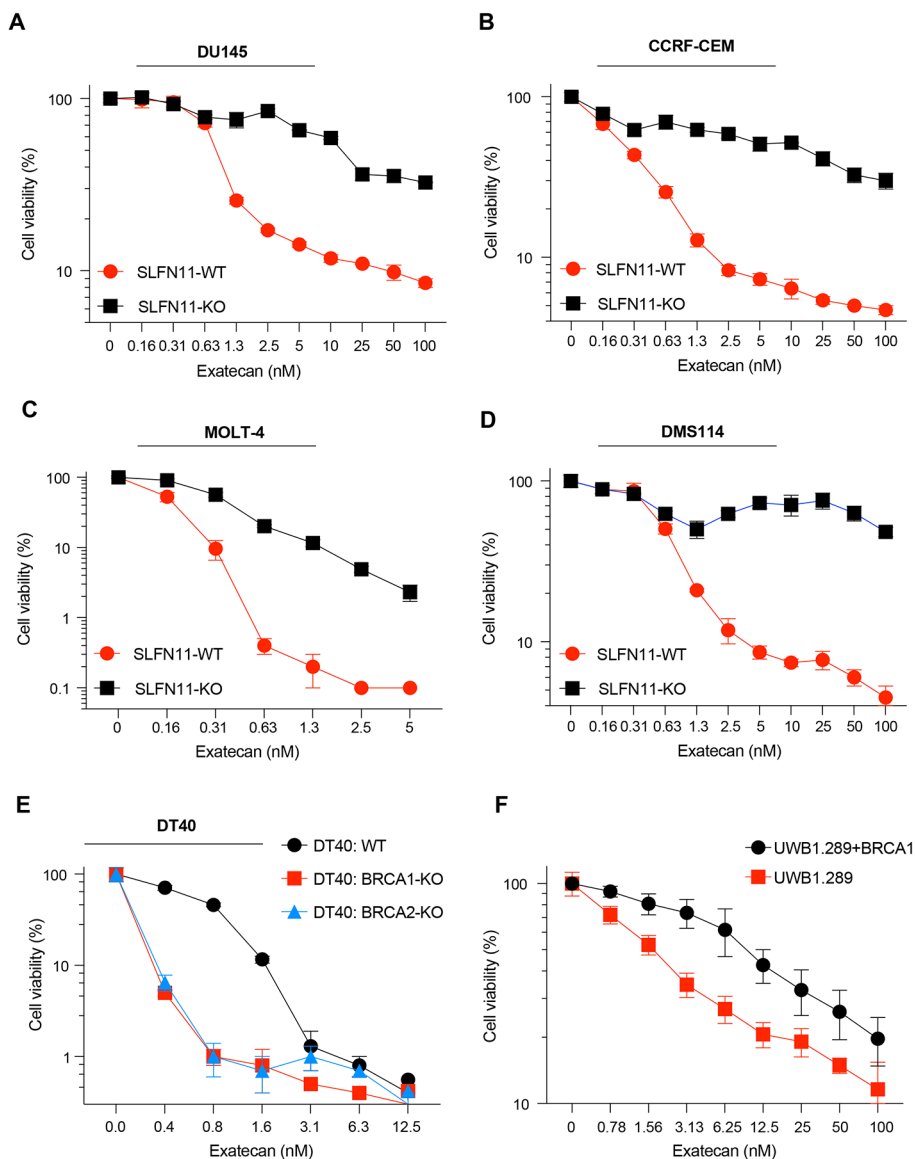 A
DU145
Cell viability (%)
100
10
SLFN11-WT
SLFN11-KO
0 0.16 0.31 0.63 1.3 2.5 5 10 25 50 100
Exatecan (nM)
B
CCRF-CEM
Cell viability (%)
100
10
SLFN11-WT
SLFN11-KO
0 0.16 0.31 0.63 1.3 2.5 5 10 25 50 100
Exatecan (nM)
C
MOLT-4
Cell viability (%)
100
10
1
0.1
SLFN11-WT
SLFN11-KO
0 0.16 0.31 0.63 1.3 2.5 5
Exatecan (nM)
D
DMS114
Cell viability (%)
100
10
SLFN11-WT
SLFN11-KO
0 0.16 0.31 0.63 1.3 2.5 5 10 25 50 100
Exatecan (nM)
E
DT40
DT40: WT
DT40: BRCA1-KO
DT40: BRCA2-KO
Cell viability (%)
100
10
1
0.0 0.4 0.8 1.6 3.1 6.3 12.5
Exatecan (nM)
F
UWB1.289+BRCA1
UWB1.289
Cell viability (%)
100
10
0 0.78 1.56 3.13 6.25 12.5 25 50 100
Exatecan (nM)